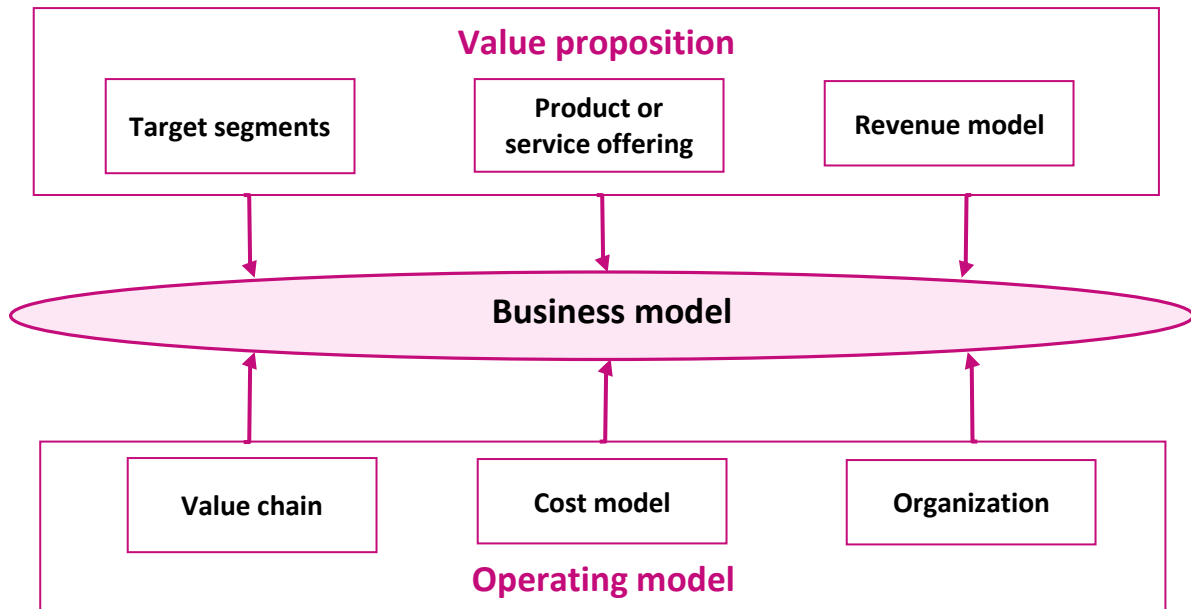 Value proposition
Target segments
Product or
service offering
Revenue model
Business model
Value chain
Cost model
Organization
Operating model